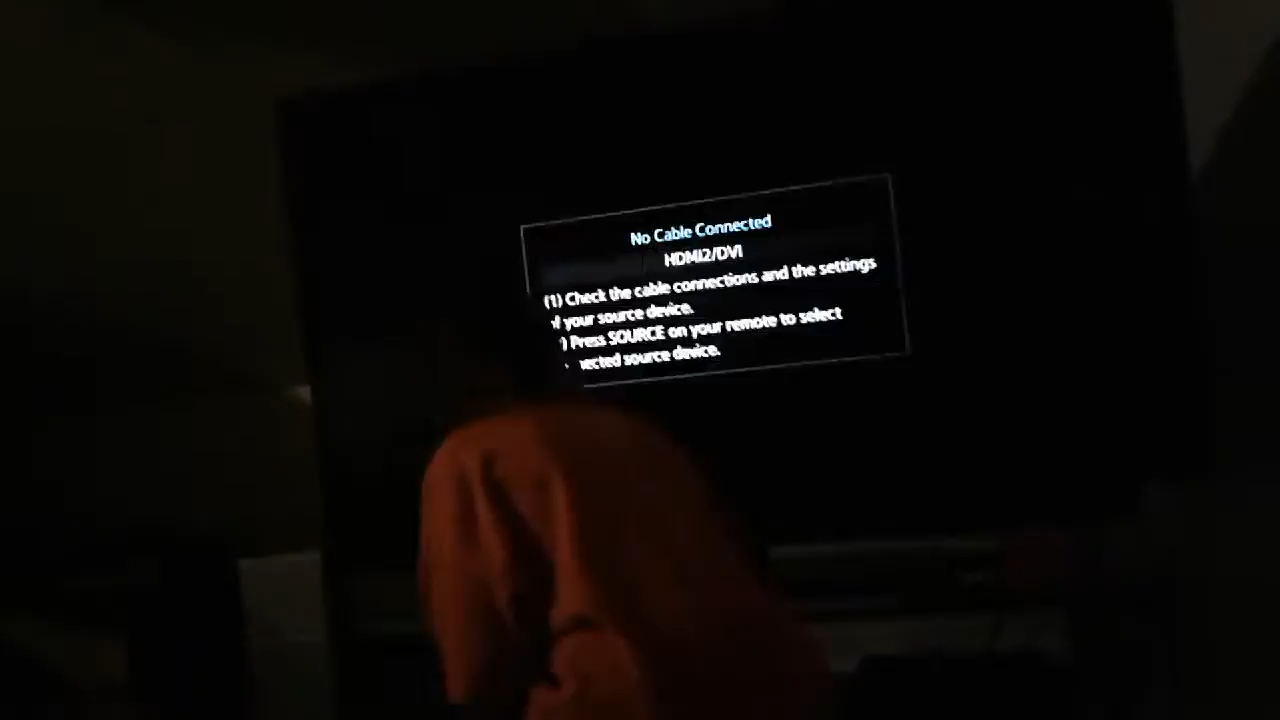 No Cable Connected
HDMI2/DVI
(1) Check the cable connections and the settings
your source device.
) Press SOURCE on your remote to select
source device.